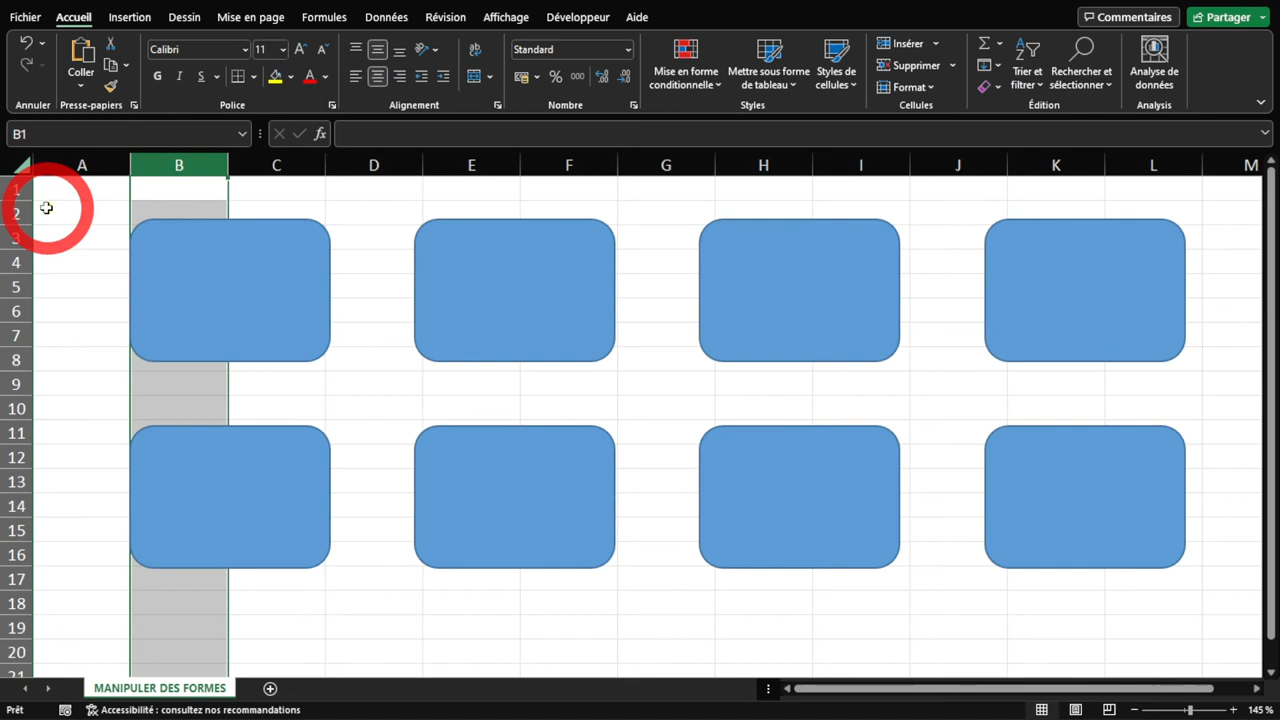 Fichier Accueil Insertion Dessin Mise en page Formules Données Révision Affichage Développeur Aide Commentaires Partager
Calibri 11 Standard Insérer
Coller G I S Mise en forme conditionnelle Mettre sous forme de tableau Styles de cellules Supprimer Trier et filtrer Rechercher et sélectionner Analyse de données
% 000 Format
Annuler Presse-papiers Police Alignement Nombre Styles Cellules Édition Analysis
B1 fx
A B C D E F G H I J K L M
1
2
3
4
5
6
7
8
9
10
11
12
13
14
15
16
17
18
19
20
21
MANIPULER DES FORMES
Prêt Accessibilité : consultez nos recommandations 145 %